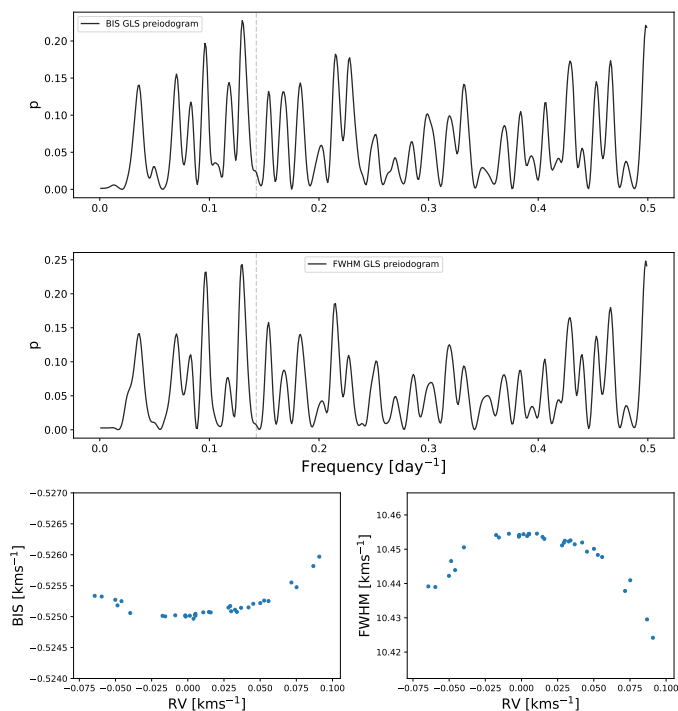 BIS GLS preiodogram
p
0.20
0.15
0.10
0.05
0.00
0.0 0.1 0.2 0.3 0.4 0.5
FWHM GLS preiodogram
p
0.25
0.20
0.15
0.10
0.05
0.00
0.0 0.1 0.2 0.3 0.4 0.5
Frequency [day⁻¹]
BIS [kms⁻¹]
−0.5270
−0.5265
−0.5260
−0.5255
−0.5250
−0.5245
−0.5240
−0.075 −0.050 −0.025 0.000 0.025 0.050 0.075 0.100
RV [kms⁻¹]
FWHM [kms⁻¹]
10.46
10.45
10.44
10.43
10.42
−0.075 −0.050 −0.025 0.000 0.025 0.050 0.075 0.100
RV [kms⁻¹]